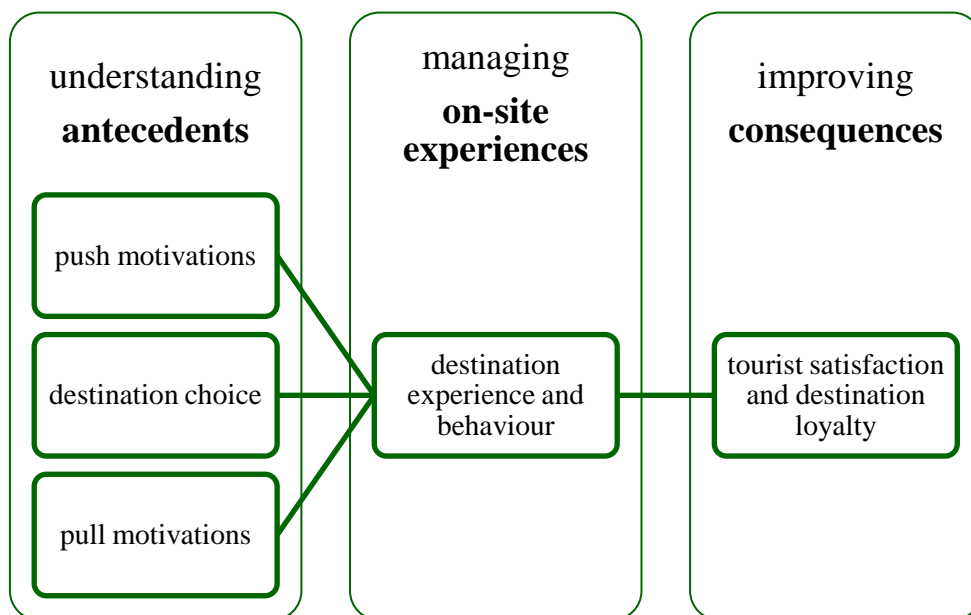 understanding
antecedents
push motivations
destination choice
pull motivations
managing
on-site
experiences
destination
experience and
behaviour
improving
consequences
tourist satisfaction
and destination
loyalty